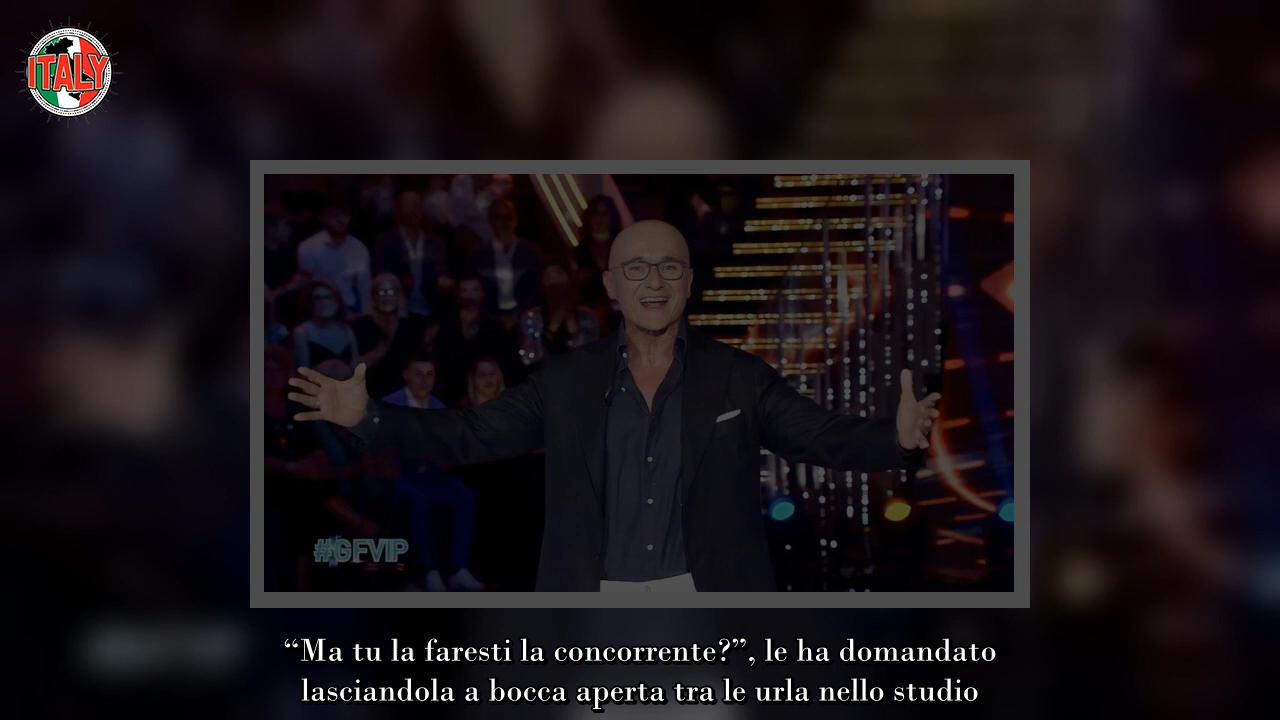 ITALY
#GFVIP
“Ma tu la faresti la concorrente?”, le ha domandato
lasciandola a bocca aperta tra le urla nello studio